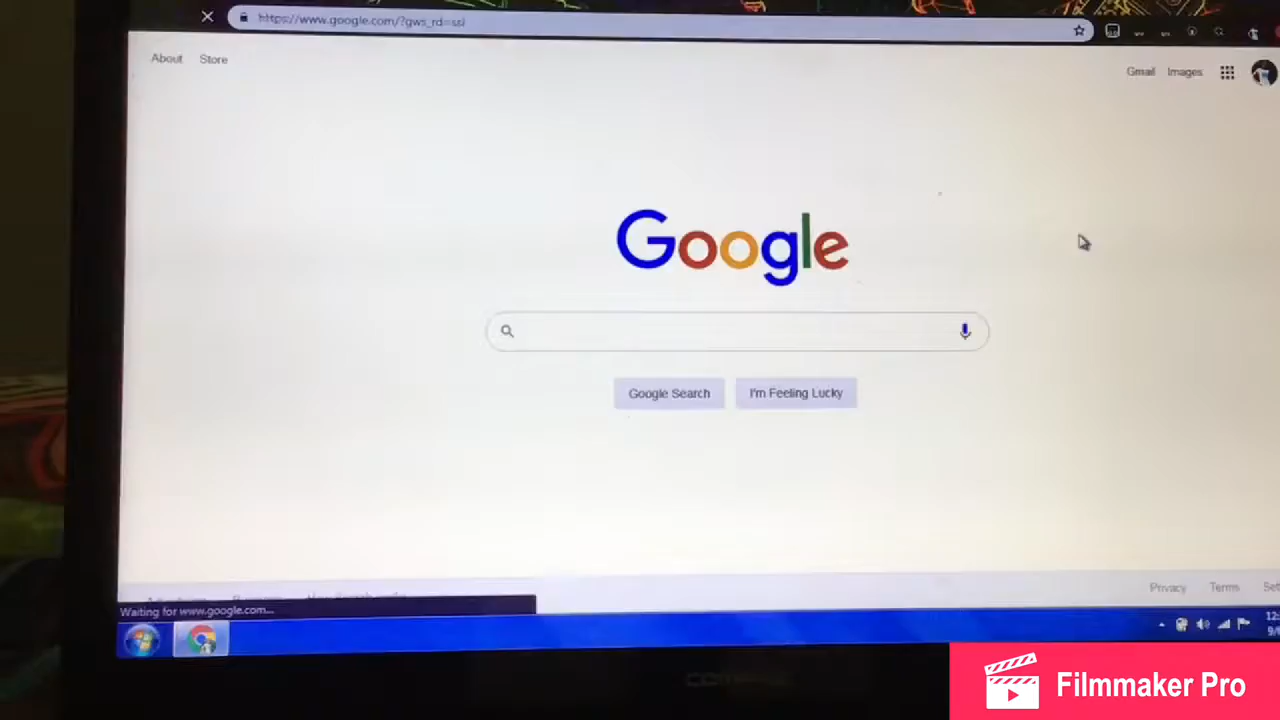 https://www.google.com/?gws_rd=ssl
About Store
Gmail Images
Google
Google Search I'm Feeling Lucky
Privacy Terms
Waiting for www.google.com...
Filmmaker Pro